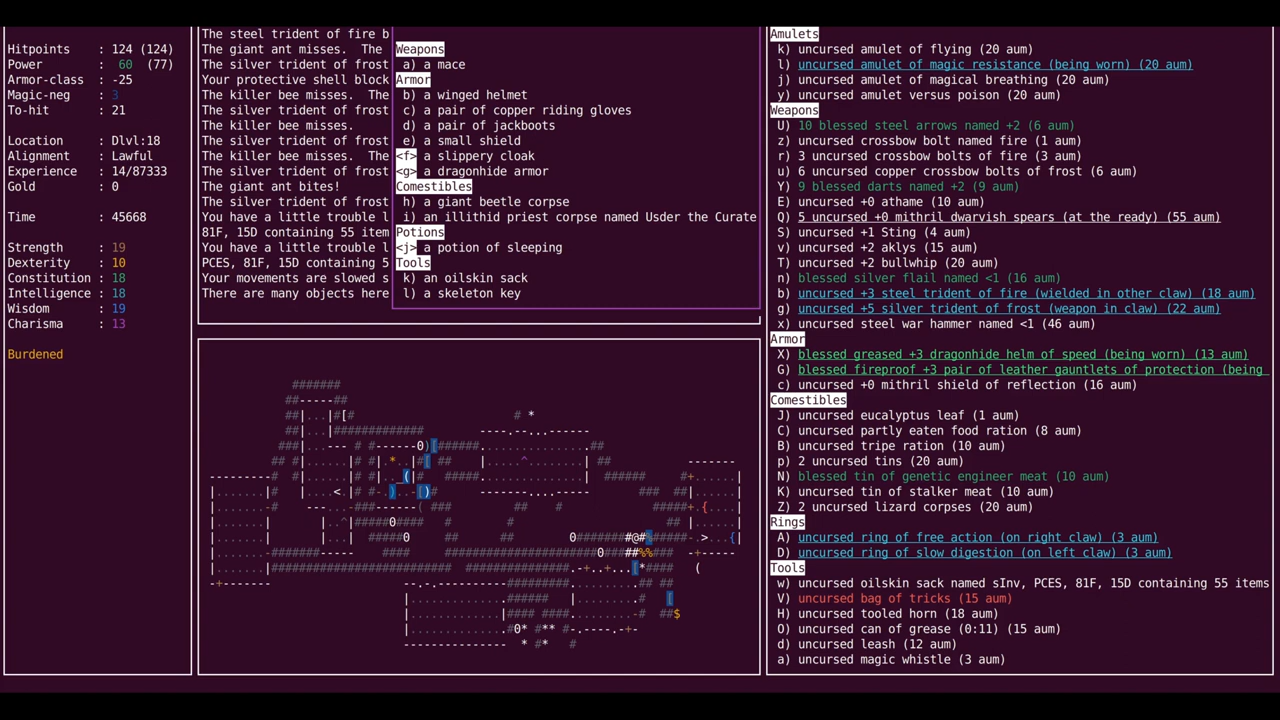 Hitpoints : 124 (124)
Power : 60 (77)
Armor-class : -25
Magic-neg : 3
To-hit : 21
Location : Dlvl:18
Alignment : Lawful
Experience : 14/87333
Gold : 0
Time : 45668
Strength : 19
Dexterity : 10
Constitution : 18
Intelligence : 18
Wisdom : 19
Charisma : 13
Burdened
The steel trident of fire b
The giant ant misses. The
The silver trident of frost
Your protective shell block
The killer bee misses. The
The silver trident of frost
The killer bee misses.
The silver trident of frost
The killer bee misses. The
The silver trident of frost
The giant ant bites!
The silver trident of frost
You have a little trouble l
81F, 15D containing 55 item
You have a little trouble l
PCES, 81F, 15D containing 5
Your movements are slowed s
There are many objects here
Weapons
a) a mace
Armor
b) a winged helmet
c) a pair of copper riding gloves
d) a pair of jackboots
e) a small shield
<f> a slippery cloak
<g> a dragonhide armor
Comestibles
h) a giant beetle corpse
i) an illithid priest corpse named Usder the Curate
Potions
<j> a potion of sleeping
Tools
k) an oilskin sack
l) a skeleton key
Amulets
k) uncursed amulet of flying (20 aum)
l) uncursed amulet of magic resistance (being worn) (20 aum)
j) uncursed amulet of magical breathing (20 aum)
y) uncursed amulet versus poison (20 aum)
Weapons
U) 10 blessed steel arrows named +2 (6 aum)
z) uncursed crossbow bolt named fire (1 aum)
r) 3 uncursed crossbow bolts of fire (3 aum)
u) 6 uncursed copper crossbow bolts of frost (6 aum)
Y) 9 blessed darts named +2 (9 aum)
E) uncursed +0 athame (10 aum)
Q) 5 uncursed +0 mithril dwarvish spears (at the ready) (55 aum)
S) uncursed +1 Sting (4 aum)
v) uncursed +2 aklys (15 aum)
T) uncursed +2 bullwhip (20 aum)
n) blessed silver flail named <1 (16 aum)
b) uncursed +3 steel trident of fire (wielded in other claw) (18 aum)
g) uncursed +5 silver trident of frost (weapon in claw) (22 aum)
x) uncursed steel war hammer named <1 (46 aum)
Armor
X) blessed greased +3 dragonhide helm of speed (being worn) (13 aum)
G) blessed fireproof +3 pair of leather gauntlets of protection (being
c) uncursed +0 mithril shield of reflection (16 aum)
Comestibles
J) uncursed eucalyptus leaf (1 aum)
C) uncursed partly eaten food ration (8 aum)
B) uncursed tripe ration (10 aum)
p) 2 uncursed tins (20 aum)
N) blessed tin of genetic engineer meat (10 aum)
K) uncursed tin of stalker meat (10 aum)
Z) 2 uncursed lizard corpses (20 aum)
Rings
A) uncursed ring of free action (on right claw) (3 aum)
D) uncursed ring of slow digestion (on left claw) (3 aum)
Tools
w) uncursed oilskin sack named sInv, PCES, 81F, 15D containing 55 items
V) uncursed bag of tricks (15 aum)
H) uncursed tooled horn (18 aum)
O) uncursed can of grease (0:11) (15 aum)
d) uncursed leash (12 aum)
a) uncursed magic whistle (3 aum)